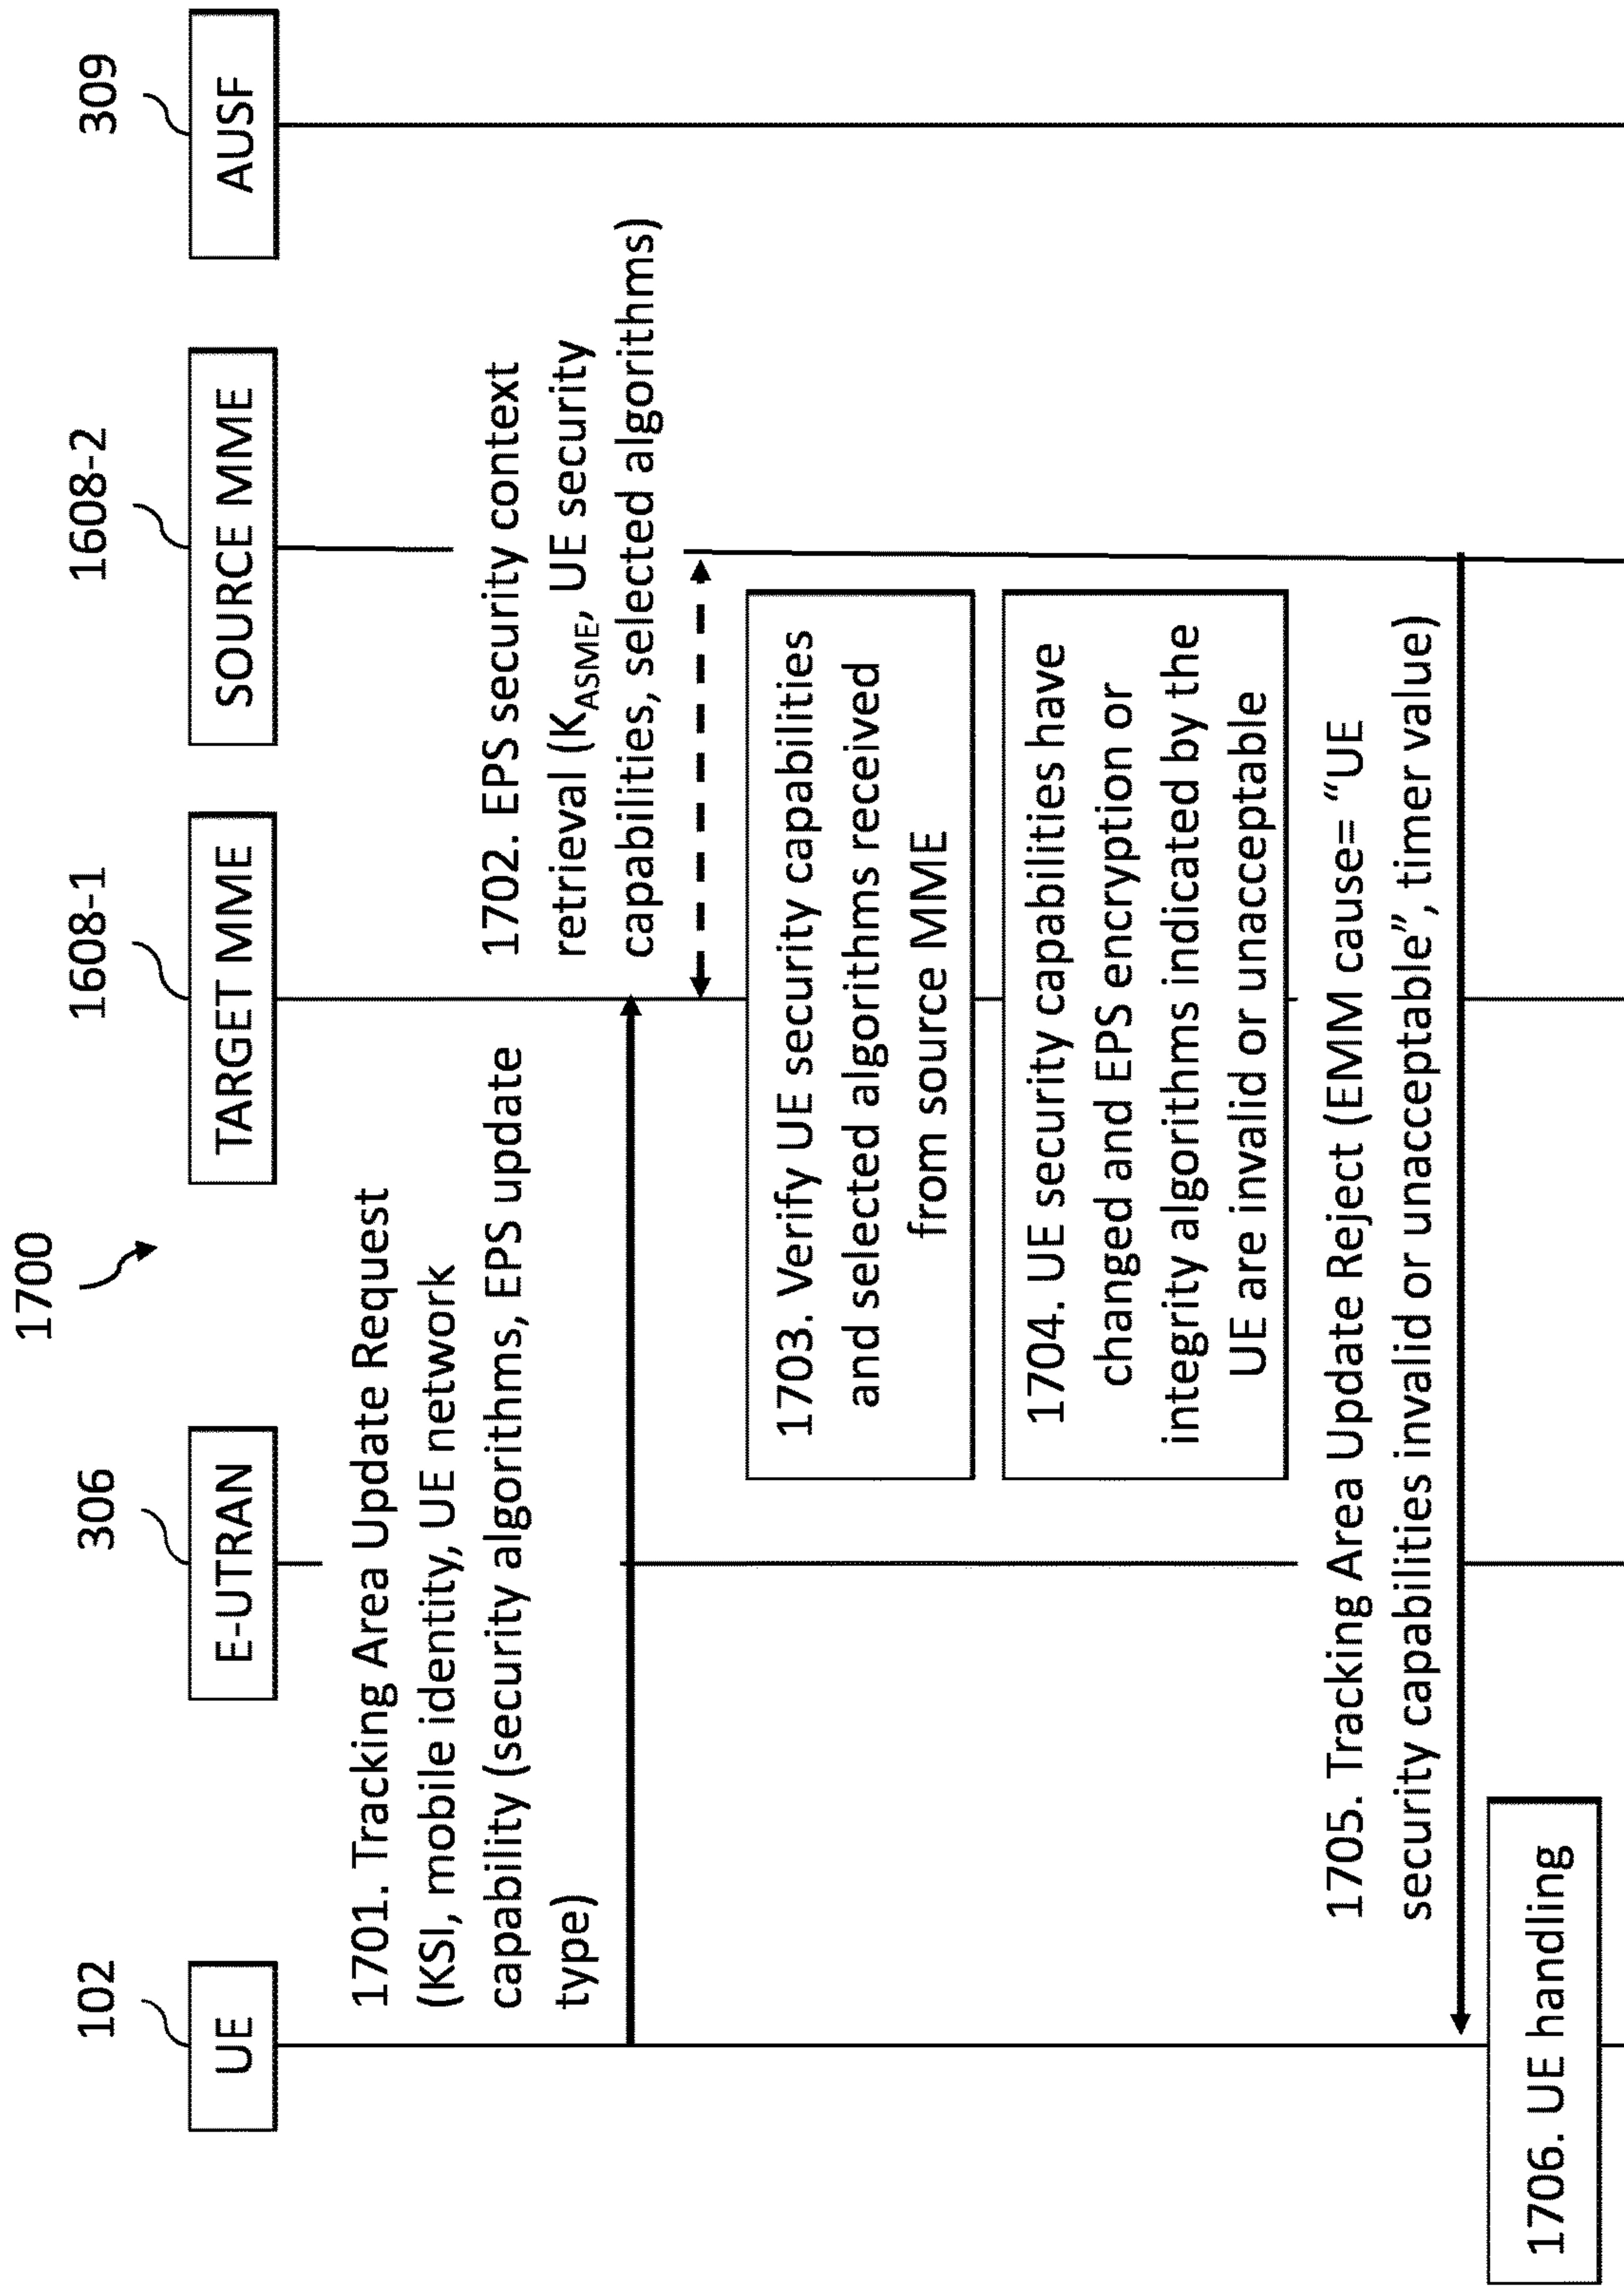 1700
102
306
1608-1
1608-2
309
UE
E-UTRAN
TARGET MME
SOURCE MME
AUSF
1701. Tracking Area Update Request
(KSI, mobile identity, UE network
capability (security algorithms, EPS update
type)
1702. EPS security context
retrieval (KASME, UE security
capabilities, selected algorithms)
1703. Verify UE security capabilities
and selected algorithms received
from source MME
1704. UE security capabilities have
changed and EPS encryption or
integrity algorithms indicated by the
UE are invalid or unacceptable
1705. Tracking Area Update Reject (EMM cause= “UE
security capabilities invalid or unacceptable”, timer value)
1706. UE handling